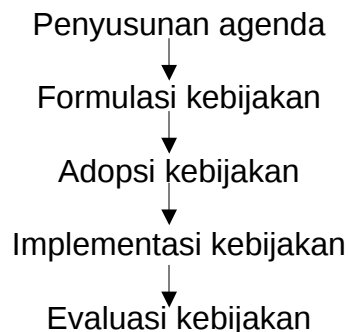 Penyusunan agenda
Formulasi kebijakan
Adopsi kebijakan
Implementasi kebijakan
Evaluasi kebijakan